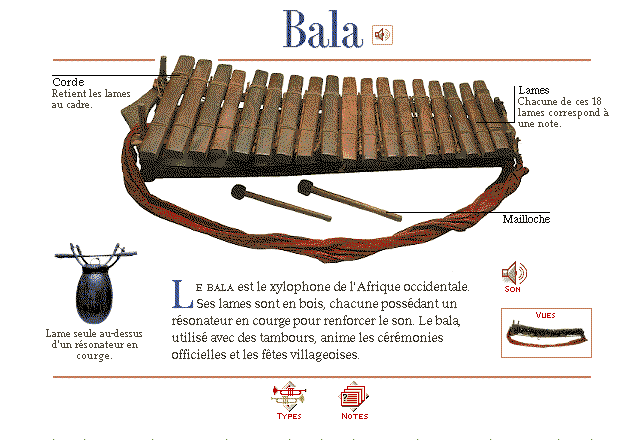 Bala
Corde
Retient les lames
au cadre.
Lames
Chacune de ces 18
lames correspond à
une note.
Mailloche
LE BALA est le xylophone de l'Afrique occidentale.
Ses lames sont en bois, chacune possédant un
résonateur en courge pour renforcer le son. Le bala,
utilisé avec des tambours, anime les cérémonies
officielles et les fêtes villageoises.
Lame seule au-dessus
d'un résonateur en
courge.
SON
VUES
TYPES
NOTES